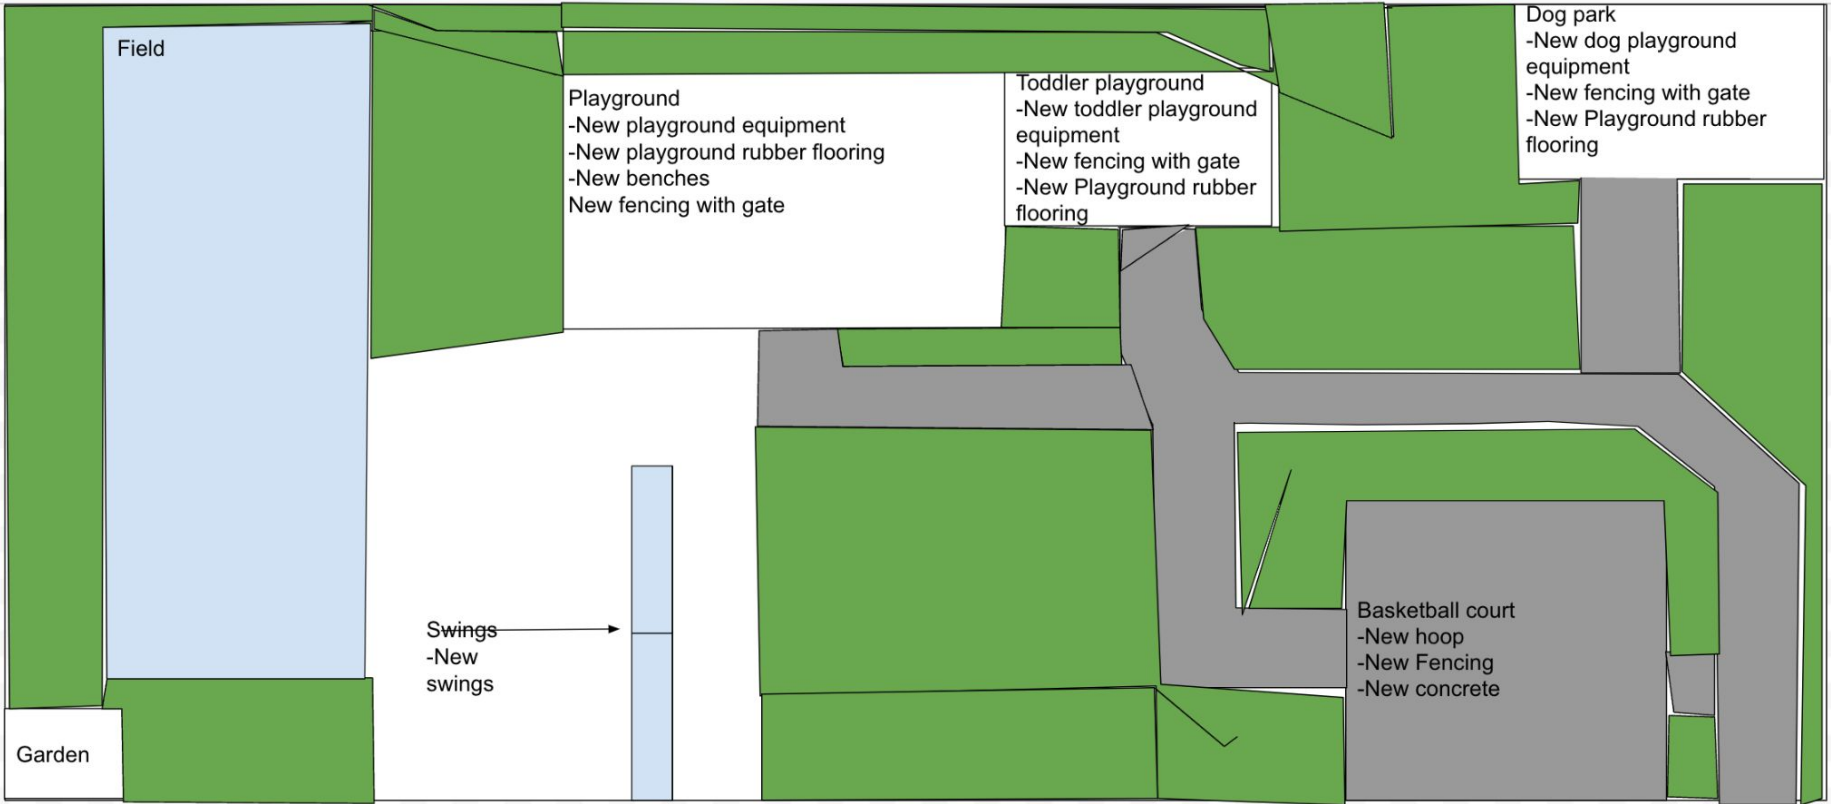 Field
Playground
-New playground equipment
-New playground rubber flooring
-New benches
New fencing with gate
Toddler playground
-New toddler playground
equipment
-New fencing with gate
-New Playground rubber
flooring
Dog park
-New dog playground
equipment
-New fencing with gate
-New Playground rubber
flooring
Swings
-New
swings
Basketball court
-New hoop
-New Fencing
-New concrete
Garden